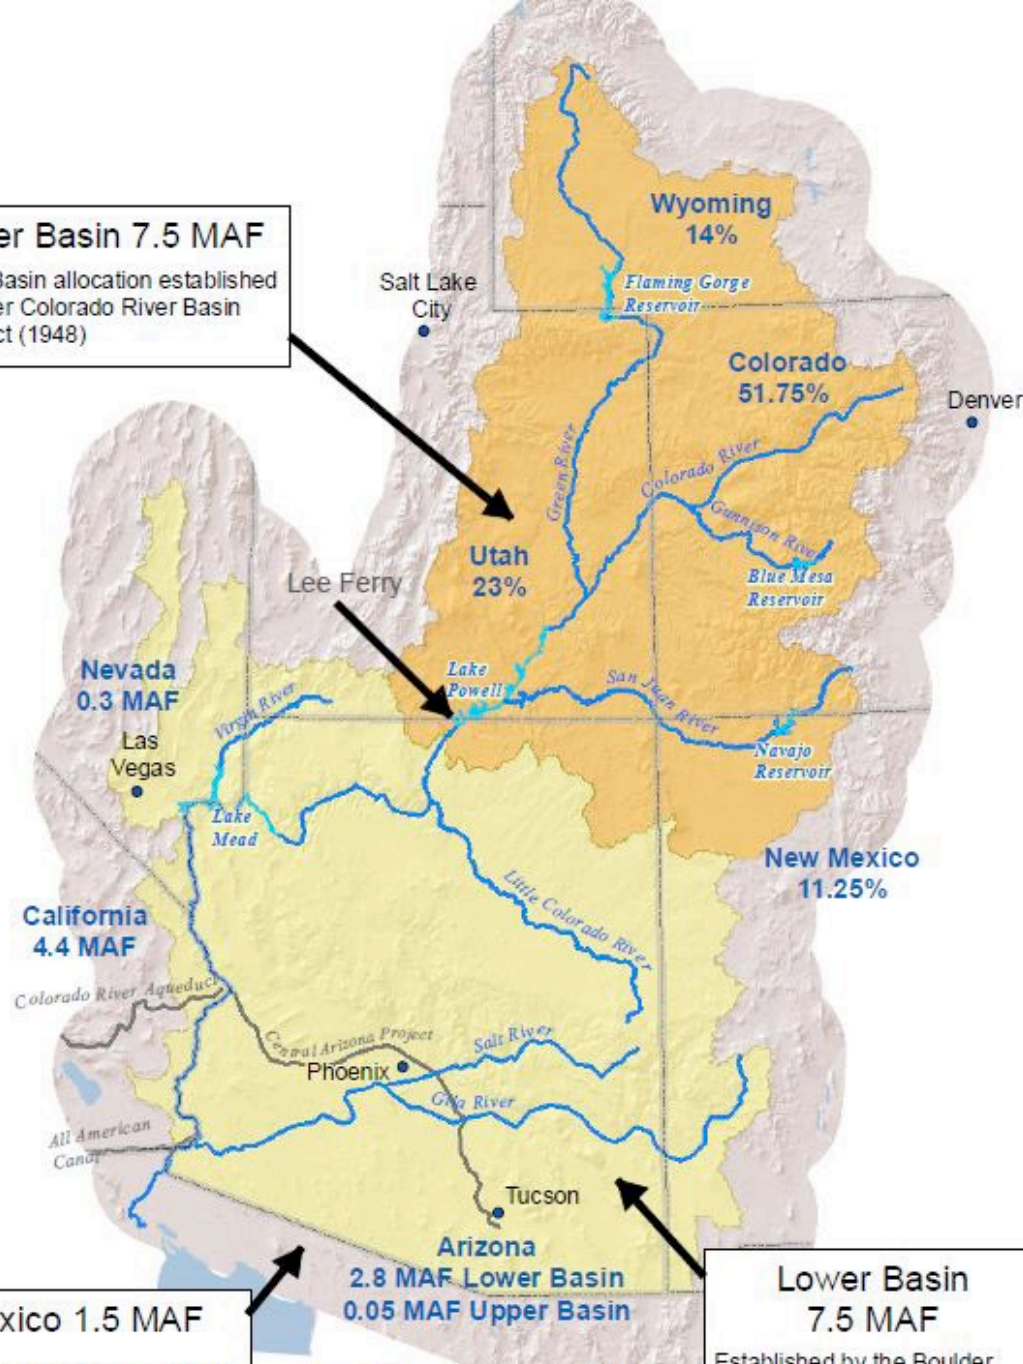 Wyoming
14%
er Basin 7.5 MAF
Basin allocation established
er Colorado River Basin
ct (1948)
Salt Lake
City
Flaming Gorge
Reservoir
Colorado
51.75%
Denver
Green River
Colorado River
Gunnison River
Utah
23%
Blue Mesa
Reservoir
Lee Ferry
Nevada
0.3 MAF
Lake
Powell
San Juan River
Virgin River
Las
Vegas
Navajo
Reservoir
Lake
Mead
New Mexico
11.25%
Little Colorado River
California
4.4 MAF
Colorado River Aqueduct
Central Arizona Project
Salt River
Phoenix
Gila River
All American
Canal
Tucson
Arizona
2.8 MAF Lower Basin
0.05 MAF Upper Basin
Lower Basin
7.5 MAF
Established by the Boulder
xico 1.5 MAF